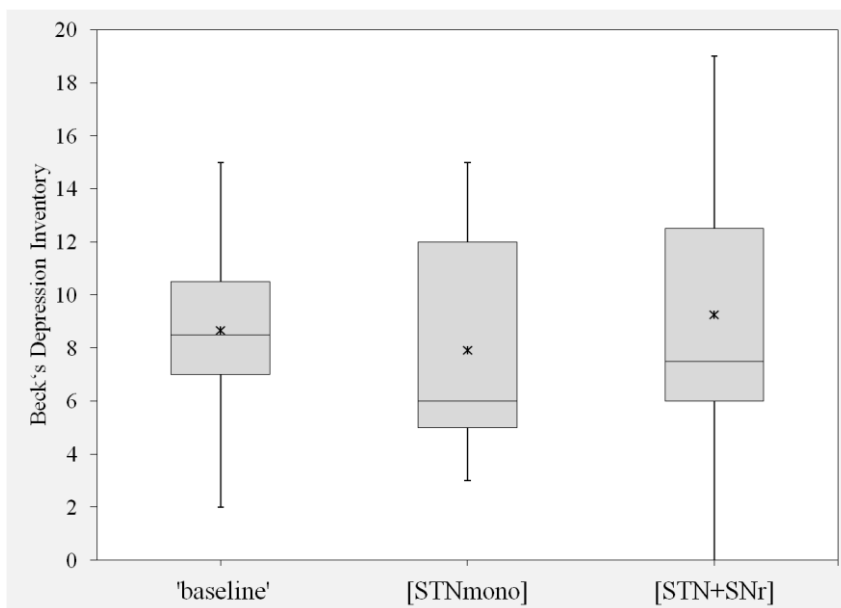 Beck‘s Depression Inventory
20
18
16
14
12
10
8
6
4
2
0
'baseline'
[STNmono]
[STN+SNr]